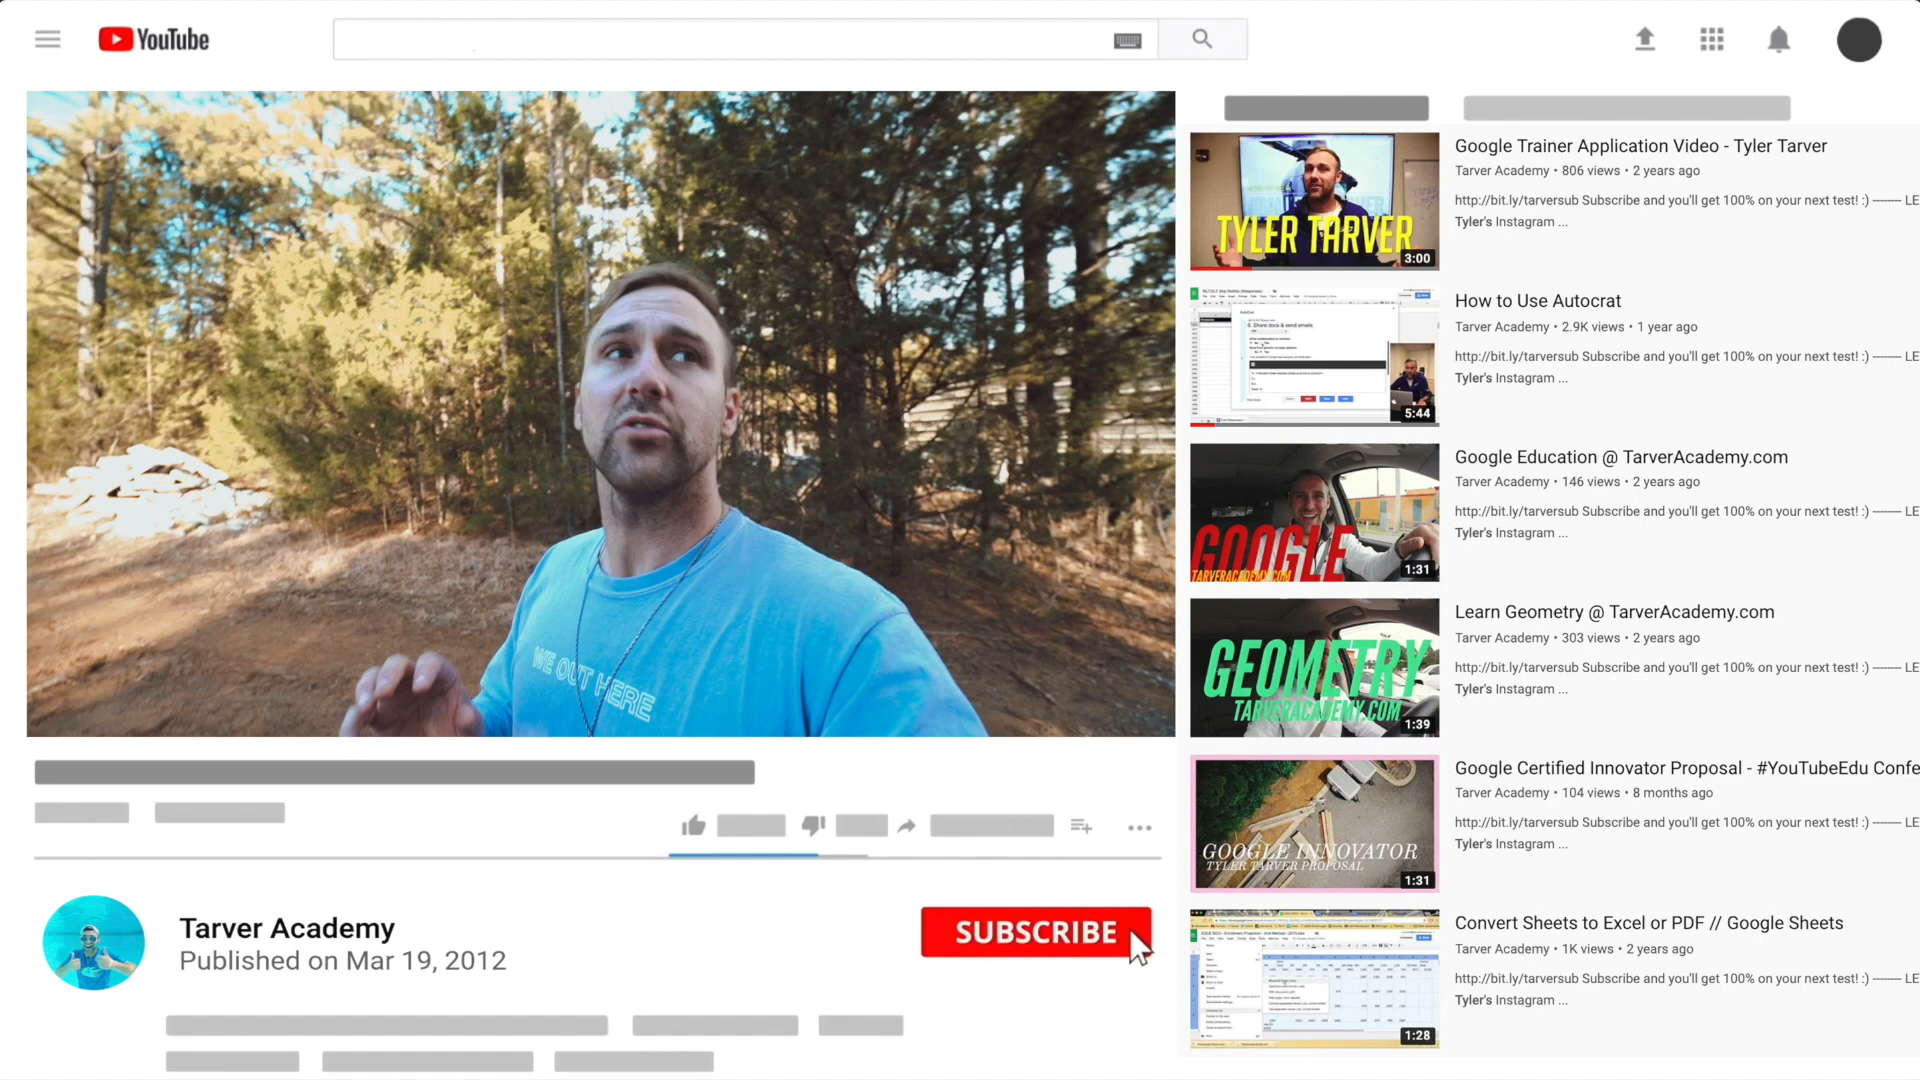 YouTube
WE OUT HERE
Tarver Academy
Published on Mar 19, 2012
SUBSCRIBE
TYLER TARVER
3:00
Google Trainer Application Video - Tyler Tarver
Tarver Academy • 806 views • 2 years ago
http://bit.ly/tarversub Subscribe and you'll get 100% on your next test! :) -------- LE
Tyler's Instagram ...
8. Share docs & send emails
5:44
How to Use Autocrat
Tarver Academy • 2.9K views • 1 year ago
http://bit.ly/tarversub Subscribe and you'll get 100% on your next test! :) -------- LE
Tyler's Instagram ...
GOOGLE
TARVERACADEMY.COM
1:31
Google Education @ TarverAcademy.com
Tarver Academy • 146 views • 2 years ago
http://bit.ly/tarversub Subscribe and you'll get 100% on your next test! :) -------- LE
Tyler's Instagram ...
GEOMETRY
TARVERACADEMY.COM
1:39
Learn Geometry @ TarverAcademy.com
Tarver Academy • 303 views • 2 years ago
http://bit.ly/tarversub Subscribe and you'll get 100% on your next test! :) -------- LE
Tyler's Instagram ...
GOOGLE INNOVATOR
TYLER TARVER PROPOSAL
1:31
Google Certified Innovator Proposal - #YouTubeEdu Confe
Tarver Academy • 104 views • 8 months ago
http://bit.ly/tarversub Subscribe and you'll get 100% on your next test! :) -------- LE
Tyler's Instagram ...
1:28
Convert Sheets to Excel or PDF // Google Sheets
Tarver Academy • 1K views • 2 years ago
http://bit.ly/tarversub Subscribe and you'll get 100% on your next test! :) -------- LE
Tyler's Instagram ...